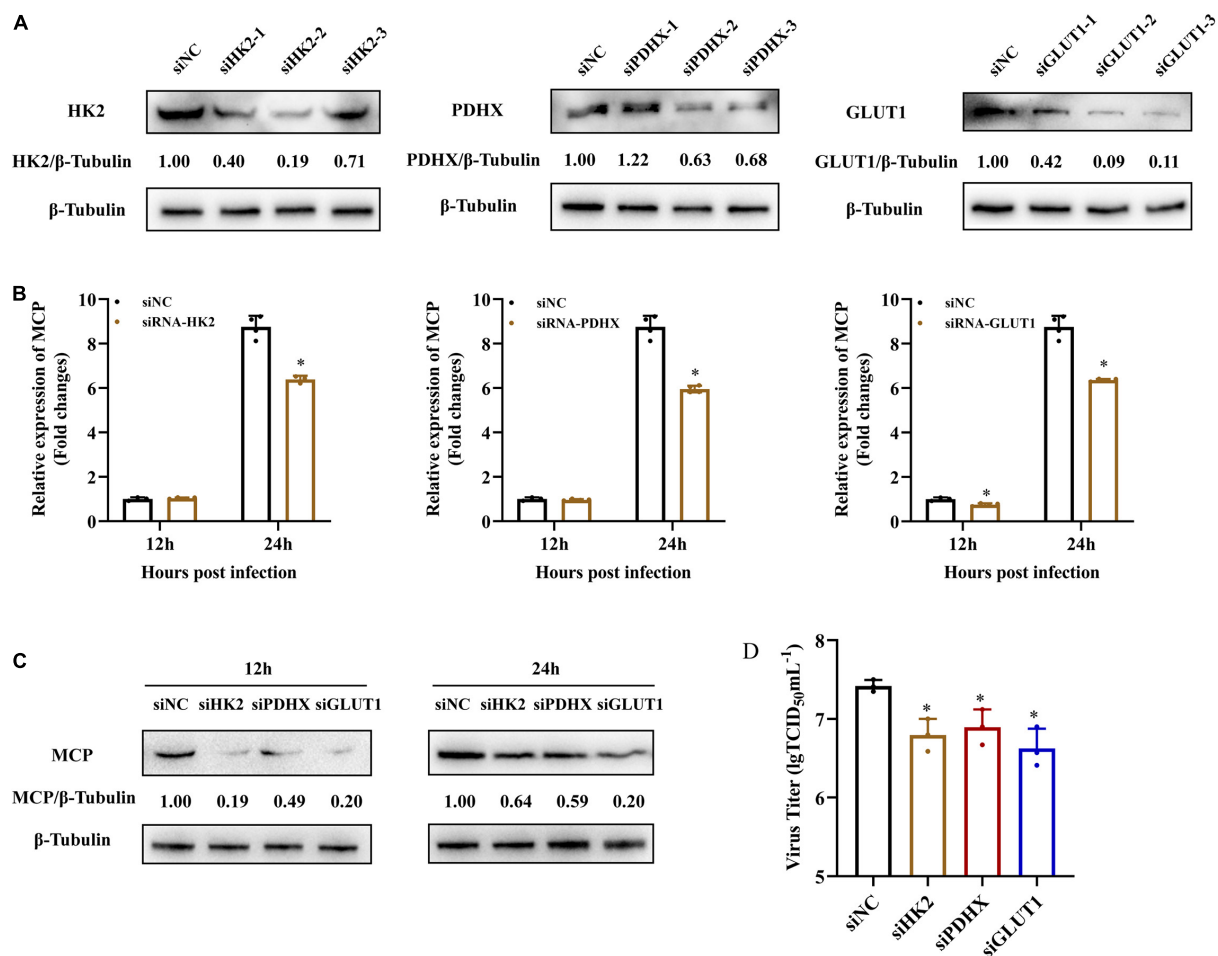 A
siNC siHK2-1 siHK2-2 siHK2-3
HK2
HK2/β-Tubulin 1.00 0.40 0.19 0.71
β-Tubulin
siNC siPDHX-1 siPDHX-2 siPDHX-3
PDHX
PDHX/β-Tubulin 1.00 1.22 0.63 0.68
β-Tubulin
siNC siGLUT1-1 siGLUT1-2 siGLUT1-3
GLUT1
GLUT1/β-Tubulin 1.00 0.42 0.09 0.11
β-Tubulin
B
Relative expression of MCP
(Fold changes)
10
8
6
4
2
0
siNC
siRNA-HK2
*
12h 24h
Hours post infection
Relative expression of MCP
(Fold changes)
10
8
6
4
2
0
siNC
siRNA-PDHX
*
12h 24h
Hours post infection
Relative expression of MCP
(Fold changes)
10
8
6
4
2
0
siNC
siRNA-GLUT1
* *
12h 24h
Hours post infection
C
12h
siNC siHK2 siPDHX siGLUT1
MCP
MCP/β-Tubulin 1.00 0.19 0.49 0.20
β-Tubulin
24h
siNC siHK2 siPDHX siGLUT1
1.00 0.64 0.59 0.20
D
Virus Titer (lgTCID₅₀mL⁻¹)
8
7
6
5
* * *
siNC siHK2 siPDHX siGLUT1